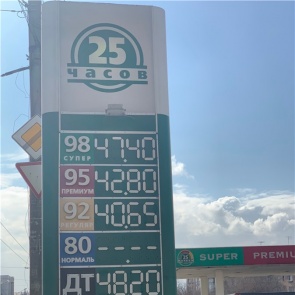 25
часов
98 СУПЕР 47.40
95 ПРЕМИУМ 42.80
92 РЕГУЛЯР 40.65
80 НОРМАЛЬ --.--
ДТ 48.20
SUPER PREMIU